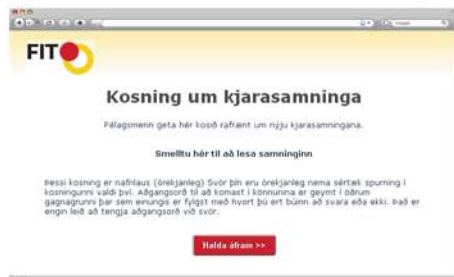 FIT
Kosning um kjarasamninga
Félagsmenn geta hér kosið rafrænt um nýju kjarasamningana.
Smelltu hér til að lesa samninginn
Þessi kosning er nafnlaus (órekjanleg) Svör þín eru órekjanleg nema sértæk spurning í
kosningunni valdi því. Aðgangsorð til að komast í könnunina er geymt í öðrum
gagnagrunni þar sem einungis er fylgst með hvort þú ert búinn að svara eða ekki. Það er
engin leið að tengja aðgangsorð við svör.
Halda áfram >>